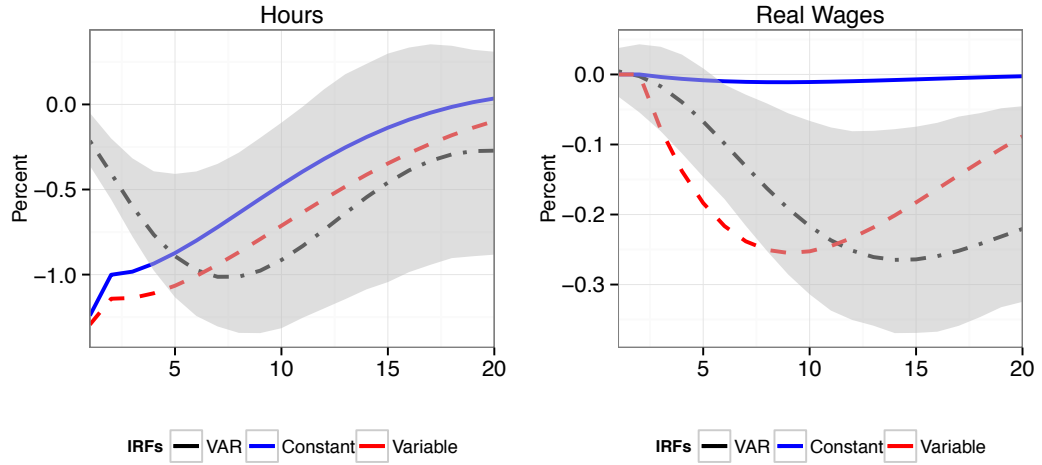 Hours
Percent
0.0
−0.5
−1.0
5 10 15 20
IRFs VAR Constant Variable
Real Wages
Percent
0.0
−0.1
−0.2
−0.3
5 10 15 20
IRFs VAR Constant Variable